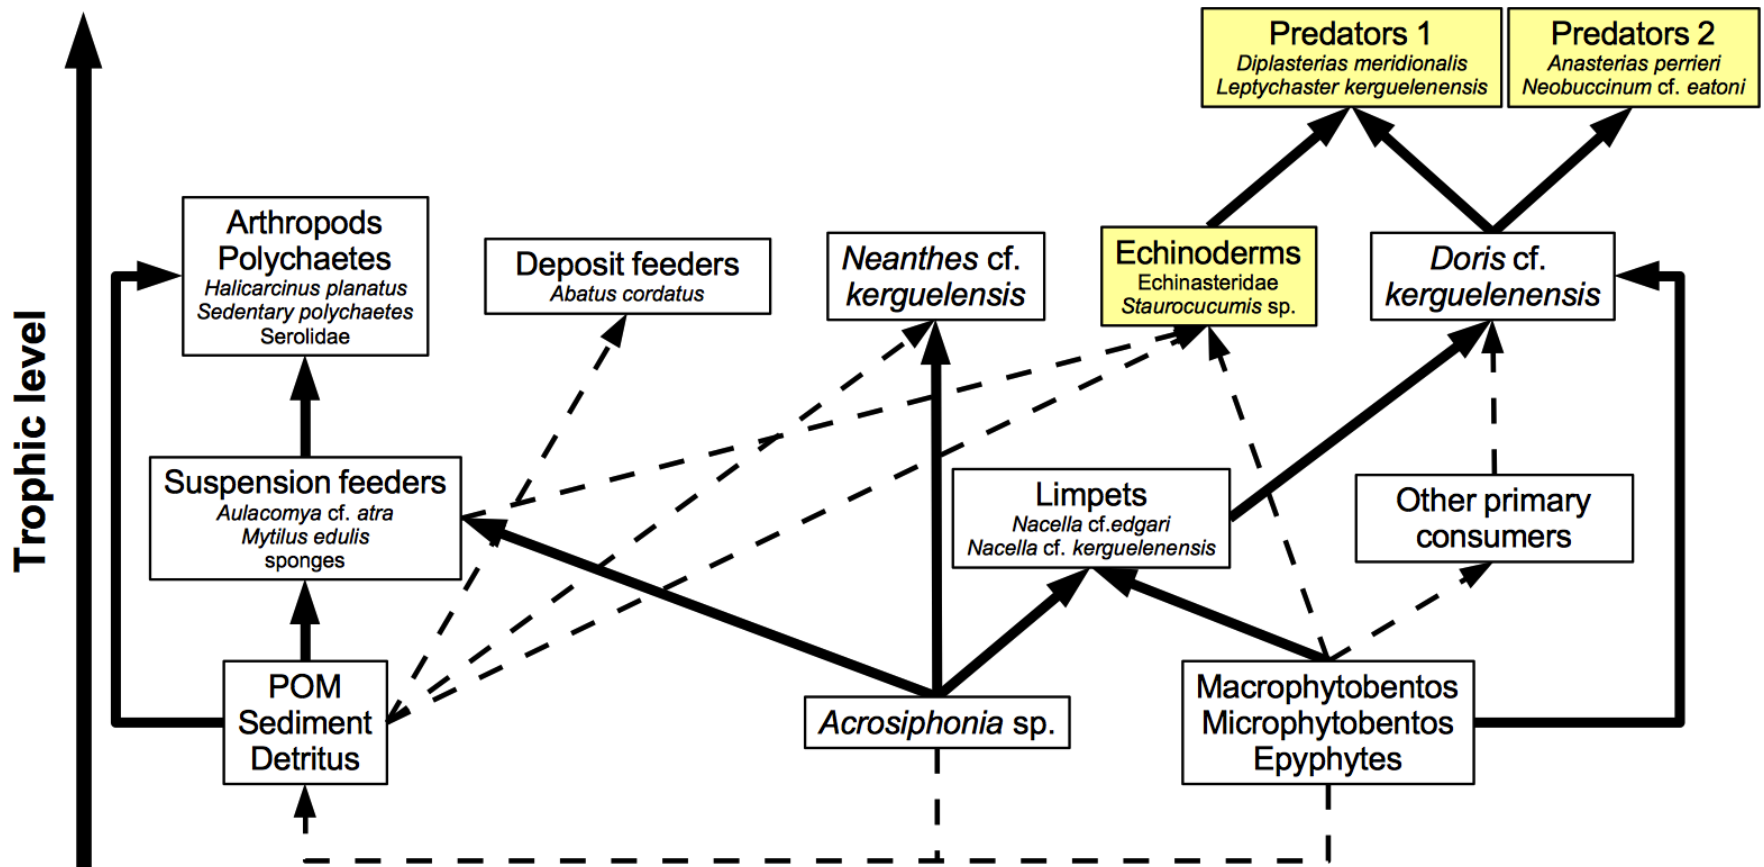 Trophic level
Predators 1
Diplasterias meridionalis
Leptychaster kerguelenensis
Predators 2
Anasterias perrieri
Neobuccinum cf. eatoni
Arthropods
Polychaetes
Halicarcinus planatus
Sedentary polychaetes
Serolidae
Deposit feeders
Abatus cordatus
Neanthes cf.
kerguelensis
Echinoderms
Echinasteridae
Staurocucumis sp.
Doris cf.
kerguelenensis
Suspension feeders
Aulacomya cf. atra
Mytilus edulis
sponges
Limpets
Nacella cf.edgari
Nacella cf. kerguelenensis
Other primary
consumers
POM
Sediment
Detritus
Acrosiphonia sp.
Macrophytobentos
Microphytobentos
Epyphytes